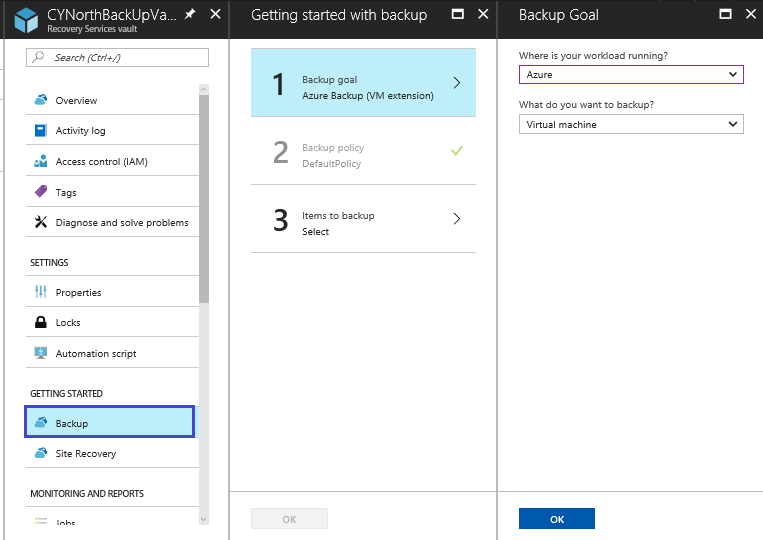 CYNorthBackUpVa...
Recovery Services vault
Search (Ctrl+/)
Overview
Activity log
Access control (IAM)
Tags
Diagnose and solve problems
SETTINGS
Properties
Locks
Automation script
GETTING STARTED
Backup
Site Recovery
MONITORING AND REPORTS
Jobs
Getting started with backup
1
Backup goal
Azure Backup (VM extension)
2
Backup policy
DefaultPolicy
3
Items to backup
Select
OK
Backup Goal
Where is your workload running?
Azure
What do you want to backup?
Virtual machine
OK